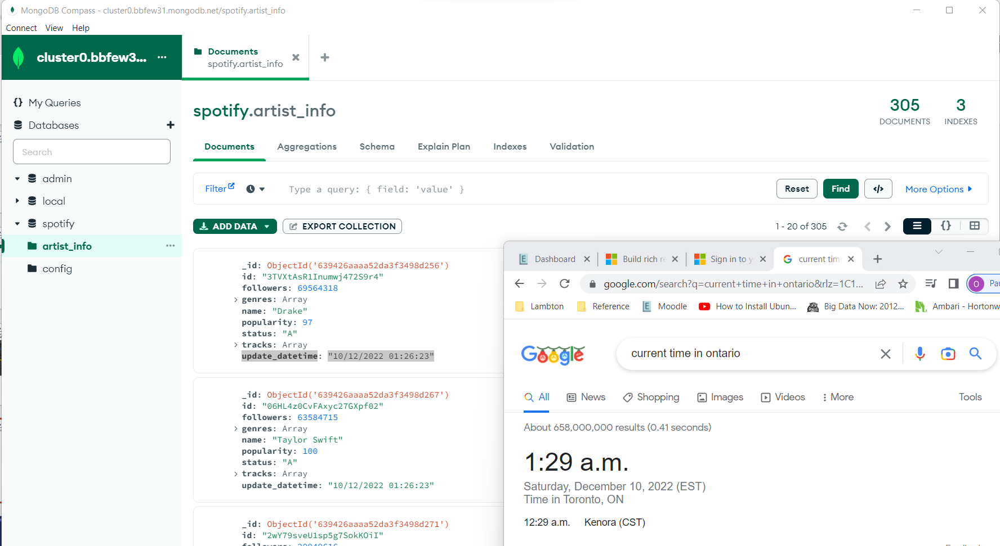 MongoDB Compass - cluster0.bbfew31.mongodb.net/spotify.artist_info
Connect View Help
cluster0.bbfew3... ...
Documents
spotify.artist_info
My Queries
Databases
Search
admin
local
spotify
artist_info
config
spotify.artist_info
305
DOCUMENTS
3
INDEXES
Documents Aggregations Schema Explain Plan Indexes Validation
Filter
Type a query: { field: 'value' }
Reset Find </> More Options
ADD DATA EXPORT COLLECTION
1 - 20 of 305
{}
_id: ObjectId('639426aaaa52da3f3498d256')
id: "3TVXtAsR1Inumwj472S9r4"
followers: 69564318
genres: Array
name: "Drake"
popularity: 97
status: "A"
tracks: Array
update_datetime: "10/12/2022 01:26:23"
_id: ObjectId('639426aaaa52da3f3498d267')
id: "06HL4z0CvFAxyc27GXpf02"
followers: 63584715
genres: Array
name: "Taylor Swift"
popularity: 100
status: "A"
tracks: Array
update_datetime: "10/12/2022 01:26:23"
_id: ObjectId('639426aaaa52da3f3498d271')
id: "2wY79sveU1sp5g7SokKOiI"
Dashboard Build rich re Sign in to y current tim
google.com/search?q=current+time+in+ontario&rlz=1C1...
O Pau
Lambton Reference Moodle How to Install Ubun... Big Data Now: 2012... Ambari - Hortonw
Google
current time in ontario
All News Shopping Images Videos More Tools
About 658,000,000 results (0.41 seconds)
1:29 a.m.
Saturday, December 10, 2022 (EST)
Time in Toronto, ON
12:29 a.m. Kenora (CST)